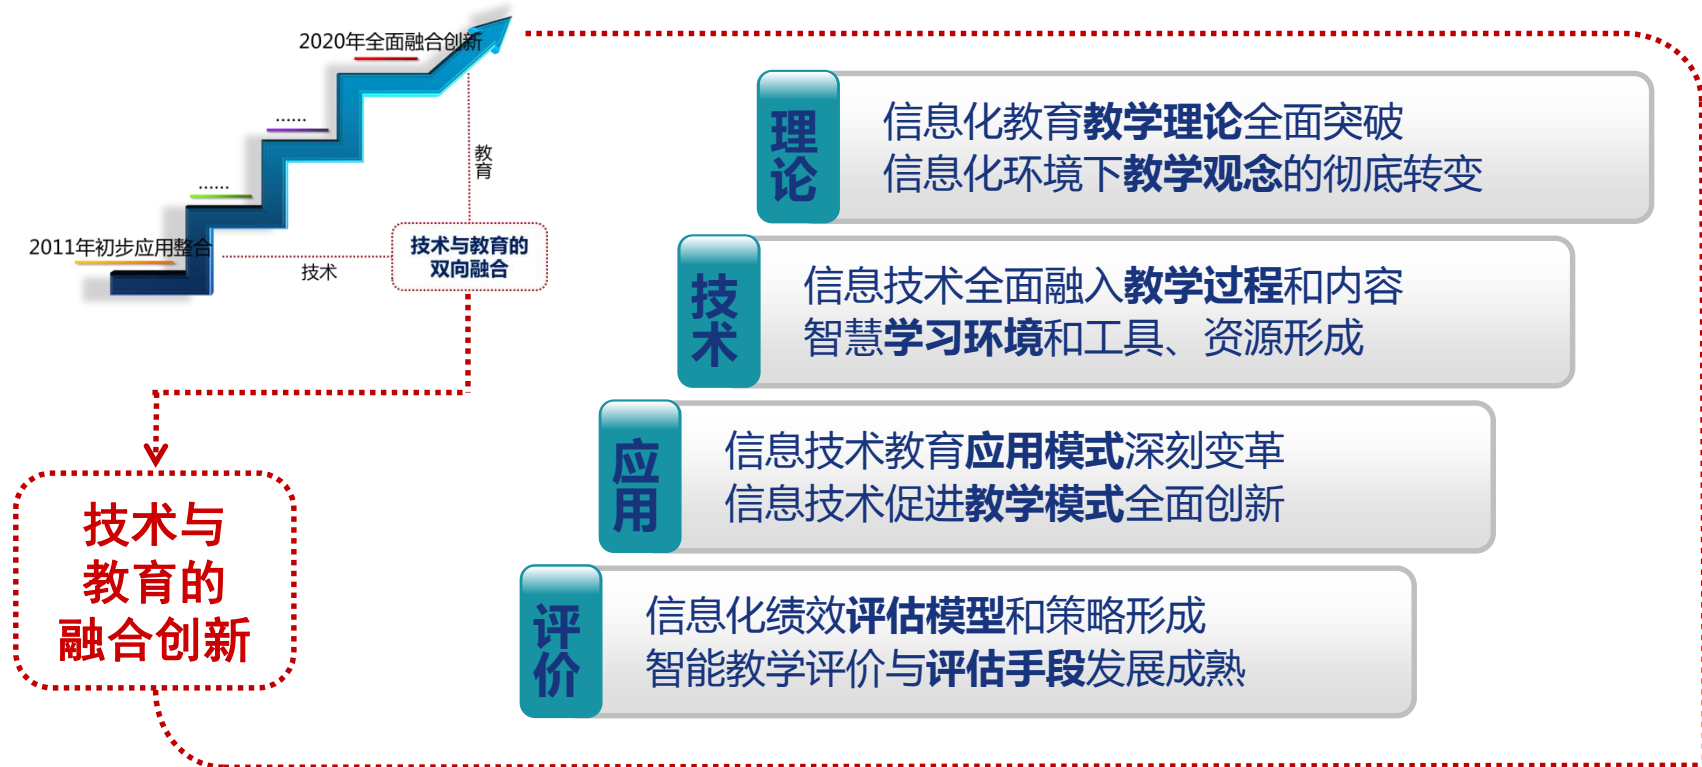 2020年全面融合创新
......
......
2011年初步应用整合
教育
技术
技术与教育的
双向融合
技术与
教育的
融合创新
理论
信息化教育教学理论全面突破
信息化环境下教学观念的彻底转变
技术
信息技术全面融入教学过程和内容
智慧学习环境和工具、资源形成
应用
信息技术教育应用模式深刻变革
信息技术促进教学模式全面创新
评价
信息化绩效评估模型和策略形成
智能教学评价与评估手段发展成熟